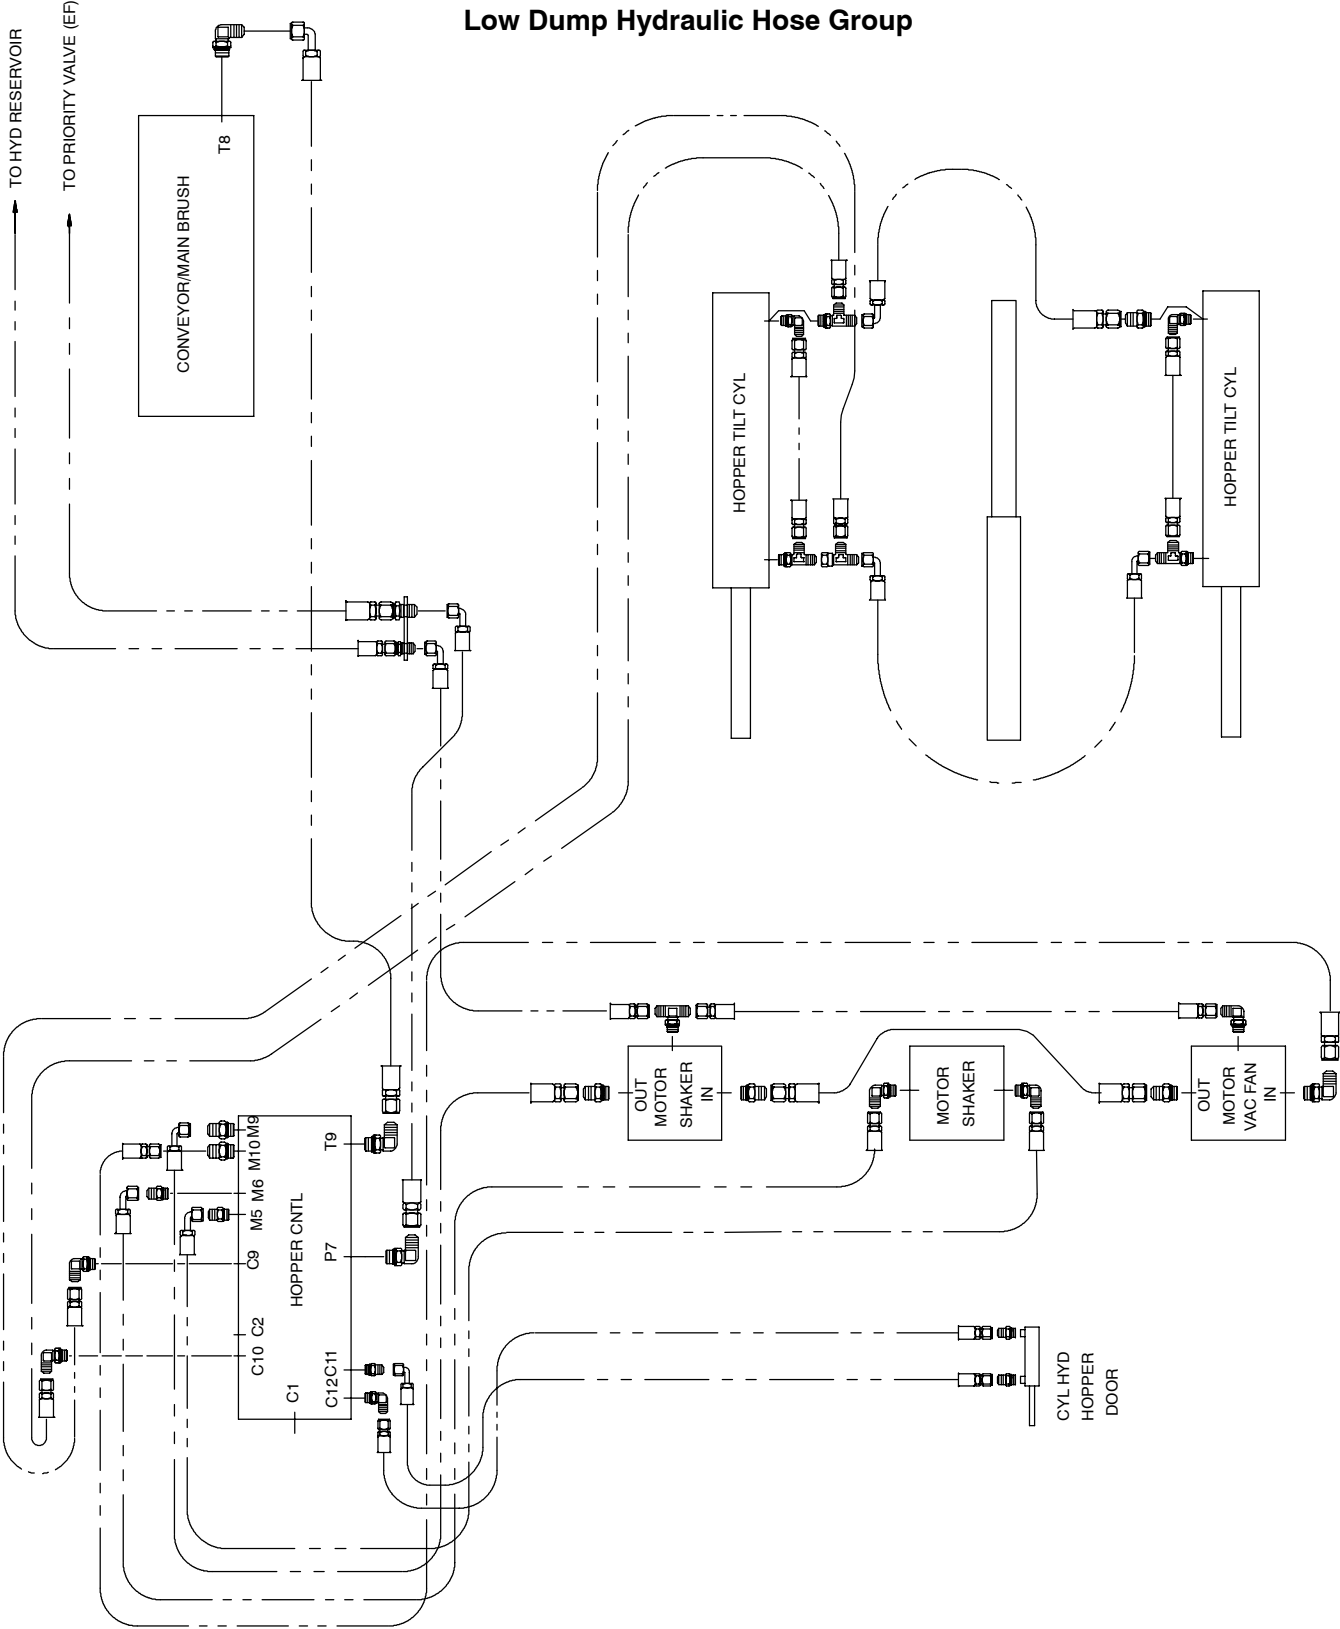 Low Dump Hydraulic Hose Group
TO HYD RESERVOIR
TO PRIORITY VALVE (EF)
CONVEYOR/MAIN BRUSH
T8
HOPPER TILT CYL
HOPPER TILT CYL
OUT
MOTOR
SHAKER
IN
MOTOR
SHAKER
OUT
MOTOR
VAC FAN
IN
HOPPER CNTL
M9
M10
M6
M5
C9
C2
C10
C1
T9
P7
C11
C12
CYL HYD
HOPPER
DOOR